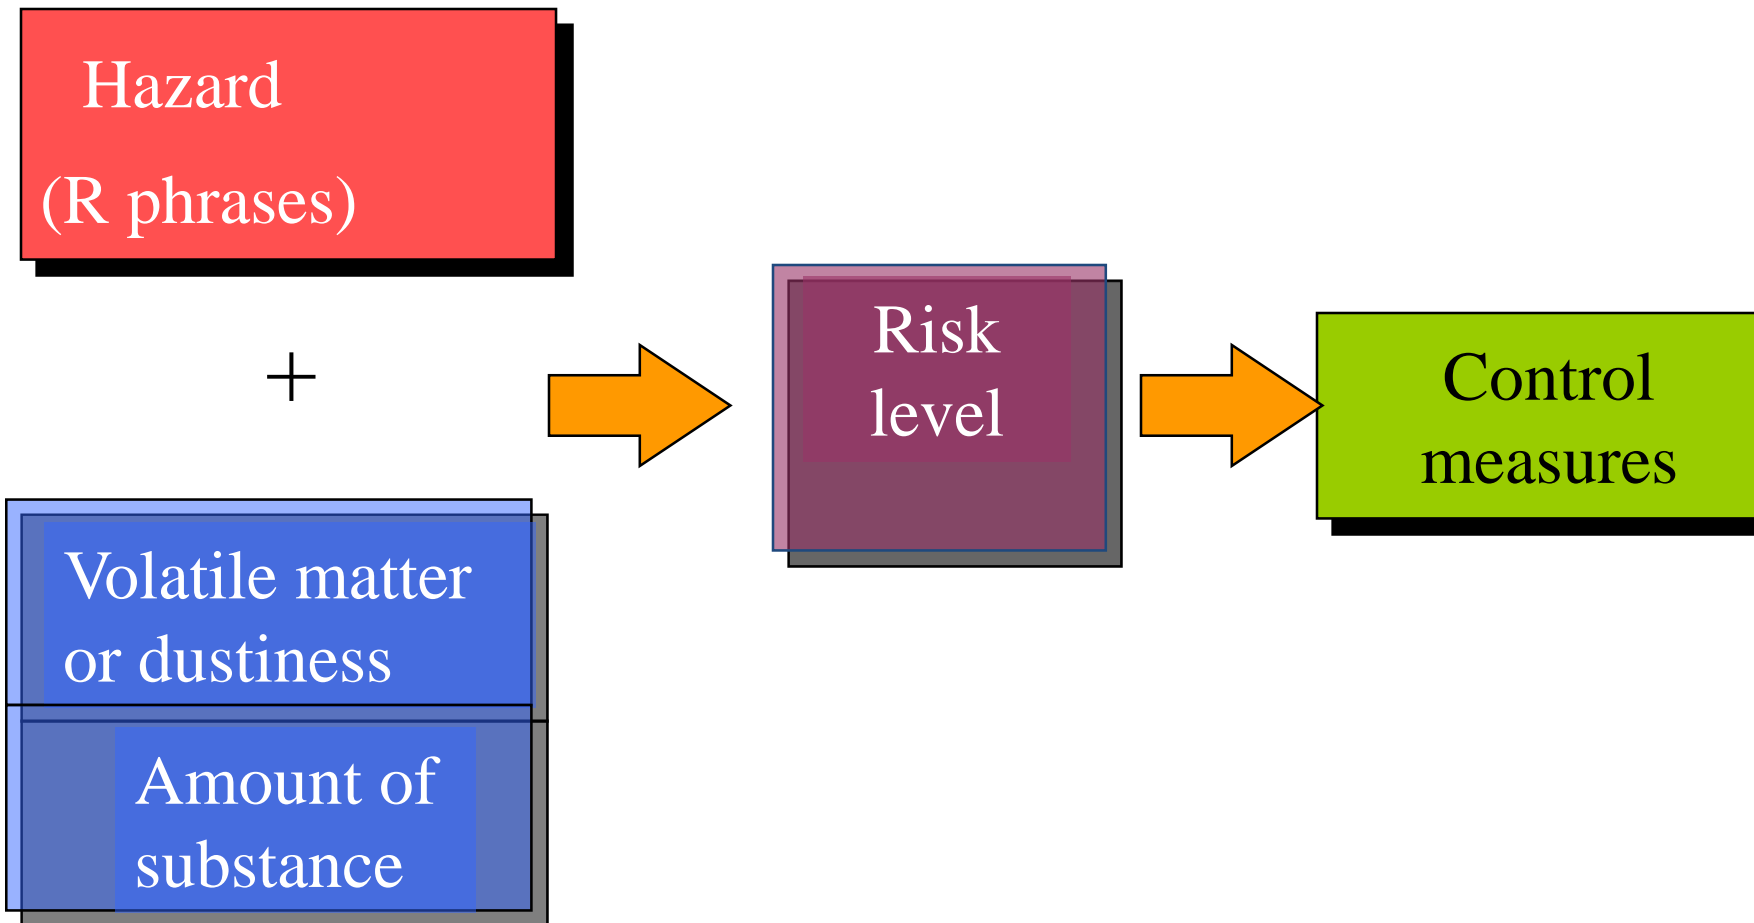 Hazard
(R phrases)
+
Volatile matter
or dustiness
Amount of
substance
Risk
level
Control
measures